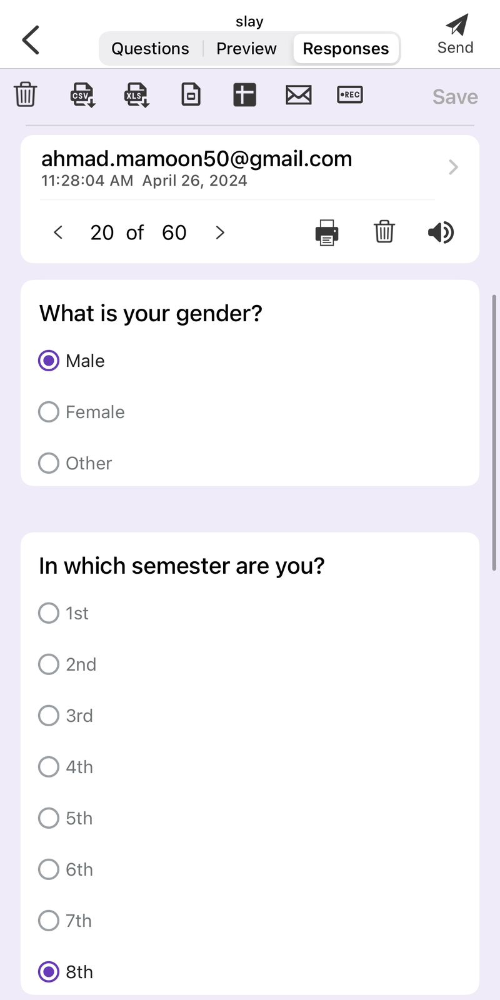 slay
Questions Preview Responses
Send
CSV XLS •REC Save
ahmad.mamoon50@gmail.com
11:28:04 AM April 26, 2024
< 20 of 60 >
What is your gender?
Male
Female
Other
In which semester are you?
1st
2nd
3rd
4th
5th
6th
7th
8th